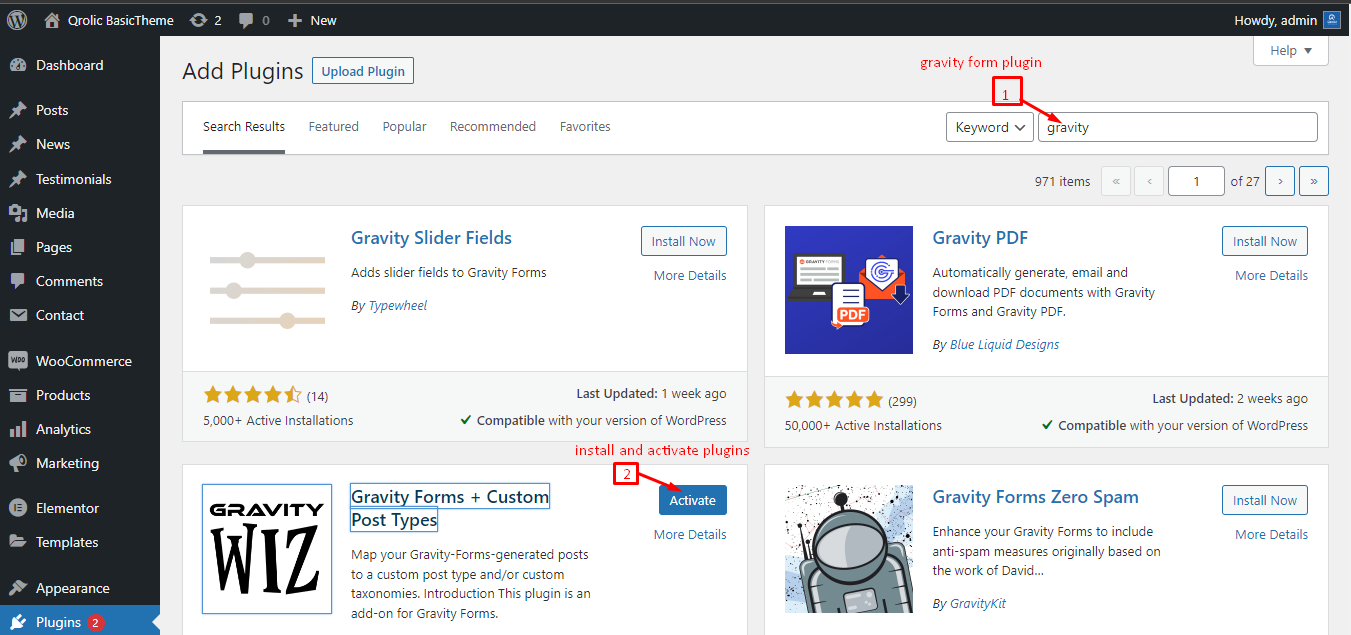 Qrolic BasicTheme 2 0 New Howdy, admin
Dashboard
Posts
News
Testimonials
Media
Pages
Comments
Contact
WooCommerce
Products
Analytics
Marketing
Elementor
Templates
Appearance
Plugins 2
Help
Add Plugins Upload Plugin
gravity form plugin
1
Search Results Featured Popular Recommended Favorites Keyword gravity
971 items « ‹ 1 of 27 › »
Gravity Slider Fields
Install Now
More Details
Adds slider fields to Gravity Forms
By Typewheel
(14)
5,000+ Active Installations
Last Updated: 1 week ago
Compatible with your version of WordPress
GRAVITY FORMS
PDF
Gravity PDF
Install Now
More Details
Automatically generate, email and
download PDF documents with Gravity
Forms and Gravity PDF.
By Blue Liquid Designs
(299)
50,000+ Active Installations
Last Updated: 2 weeks ago
Compatible with your version of WordPress
install and activate plugins
2
GRAVITY
WIZ
Gravity Forms + Custom
Post Types
Activate
More Details
Map your Gravity-Forms-generated posts
to a custom post type and/or custom
taxonomies. Introduction This plugin is an
add-on for Gravity Forms.
Gravity Forms Zero Spam
Install Now
More Details
Enhance your Gravity Forms to include
anti-spam measures originally based on
the work of David...
By GravityKit